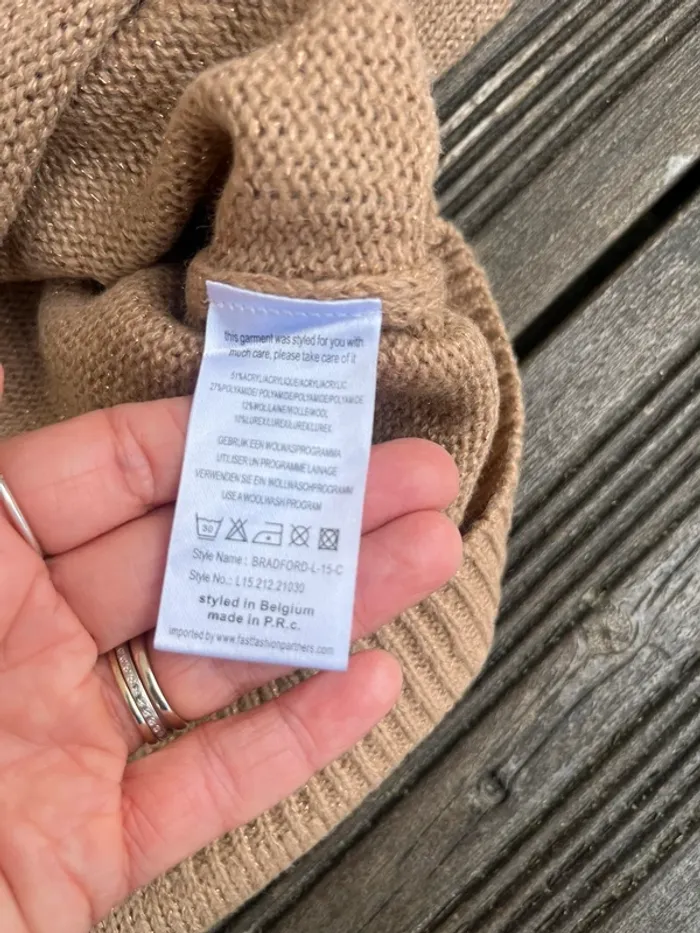 this garment was styled for you with
much care, please take care of it
51%ACRYL/ACRYLIQUE/ACRYL/ACRYLIC
27%POLYAMIDE/ POLYAMIDE/POLYAMIDE/POLYAMIDE
12%WOL/LAINE/WOLLE/WOOL
10%LUREX/LUREX/LUREX/LUREX
GEBRUIK EEN WOLWASPROGRAMMA
UTILISER UN PROGRAMME LAINAGE
VERWENDEN SIE EIN WOLLWASCHPROGRAMM
USE A WOOLWASH PROGRAM
30
Style Name : BRADFORD-L-15-C
Style No.: L15.212.21030
styled in Belgium
made in P.R.c.
imported by www.fastfashionpartners.com